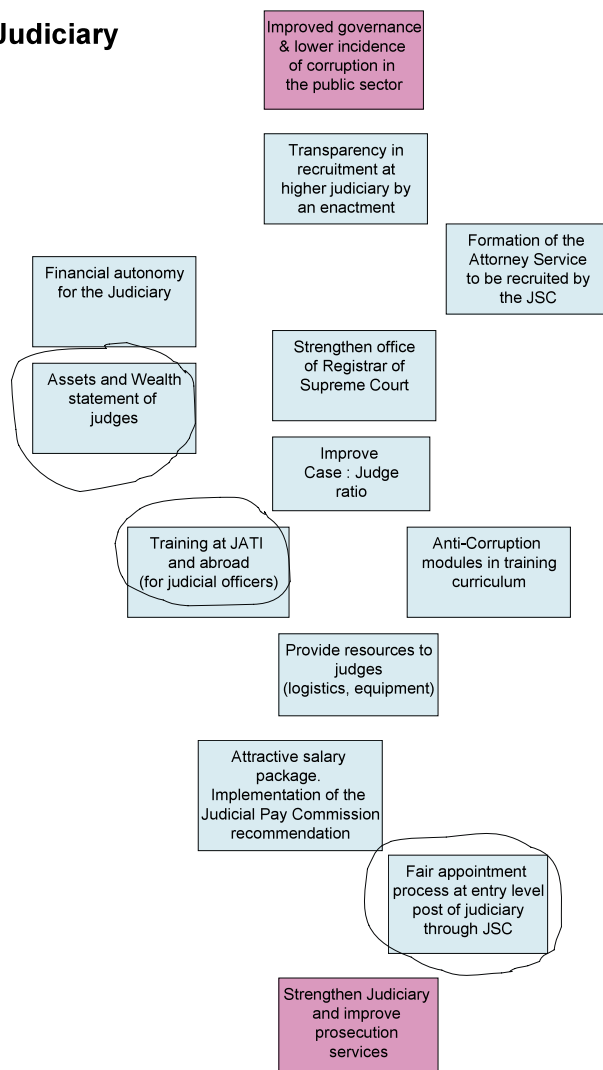 Judiciary
Improved governance
& lower incidence
of corruption in
the public sector
Transparency in
recruitment at
higher judiciary by
an enactment
Formation of the
Attorney Service
to be recruited by
the JSC
Financial autonomy
for the Judiciary
Strengthen office
of Registrar of
Supreme Court
Assets and Wealth
statement of
judges
Improve
Case : Judge
ratio
Training at JATI
and abroad
(for judicial officers)
Anti-Corruption
modules in training
curriculum
Provide resources to
judges
(logistics, equipment)
Attractive salary
package.
Implementation of the
Judicial Pay Commission
recommendation
Fair appointment
process at entry level
post of judiciary
through JSC
Strengthen Judiciary
and improve
prosecution
services